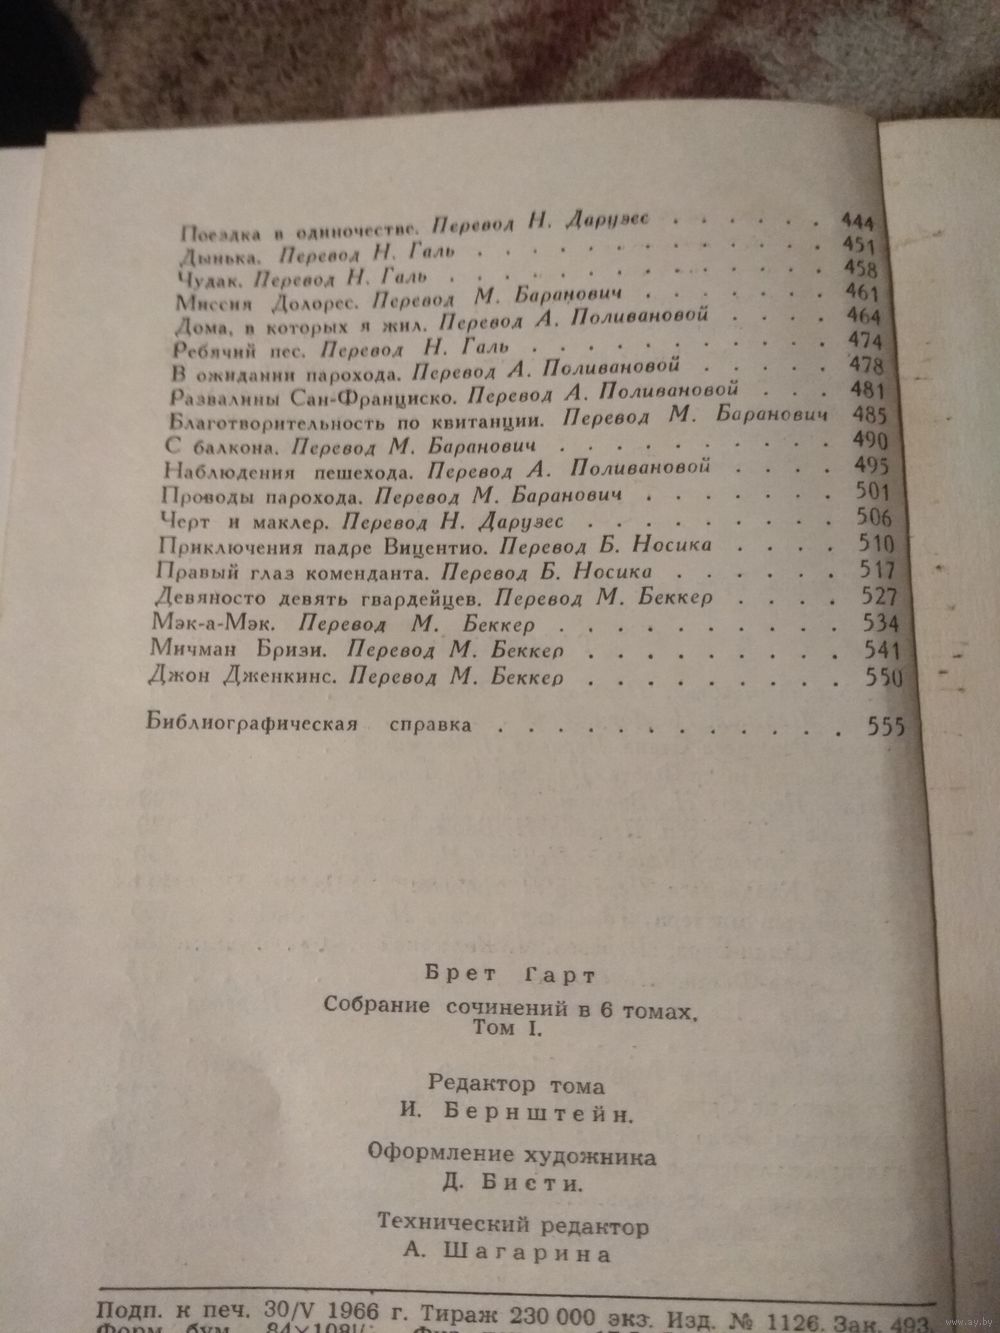 Поездка в одиночестве. Перевод Н. Дарузес . . . . . . 444
Дынька. Перевод Н. Галь . . . . . . . . . . . . 451
Чудак. Перевод Н. Галь . . . . . . . . . . . . . 458
Миссия Долорес. Перевод М. Баранович . . . . . . . 461
Дома, в которых я жил. Перевод А. Поливановой . . . . 464
Ребячий пес. Перевод Н. Галь . . . . . . . . . . . 474
В ожидании парохода. Перевод А. Поливановой . . . . . 478
Развалины Сан-Франциско. Перевод А. Поливановой . . . 481
Благотворительность по квитанции. Перевод М. Баранович 485
С балкона. Перевод М. Баранович . . . . . . . . . . 490
Наблюдения пешехода. Перевод А. Поливановой . . . . 495
Проводы парохода. Перевод М. Баранович . . . . . . . 501
Черт и маклер. Перевод Н. Дарузес . . . . . . . . . 506
Приключения падре Вицентио. Перевод Б. Носика . . . . 510
Правый глаз коменданта. Перевод Б. Носика . . . . . . 517
Девяносто девять гвардейцев. Перевод М. Беккер . . . . 527
Мэк-а-Мэк. Перевод М. Беккер . . . . . . . . . . 534
Мичман Бризи. Перевод М. Беккер . . . . . . . . . 541
Джон Дженкинс. Перевод М. Беккер . . . . . . . . . 550
Библиографическая справка . . . . . . . . . . . . 555
Брет Гарт
Собрание сочинений в 6 томах.
Том I.
Редактор тома
И. Бернштейн.
Оформление художника
Д. Бисти.
Технический редактор
А. Шагарина
Подп. к печ. 30/V 1966 г. Тираж 230 000 экз. Изд. № 1126. Зак. 493.
Форм. бум.
www.ay.by